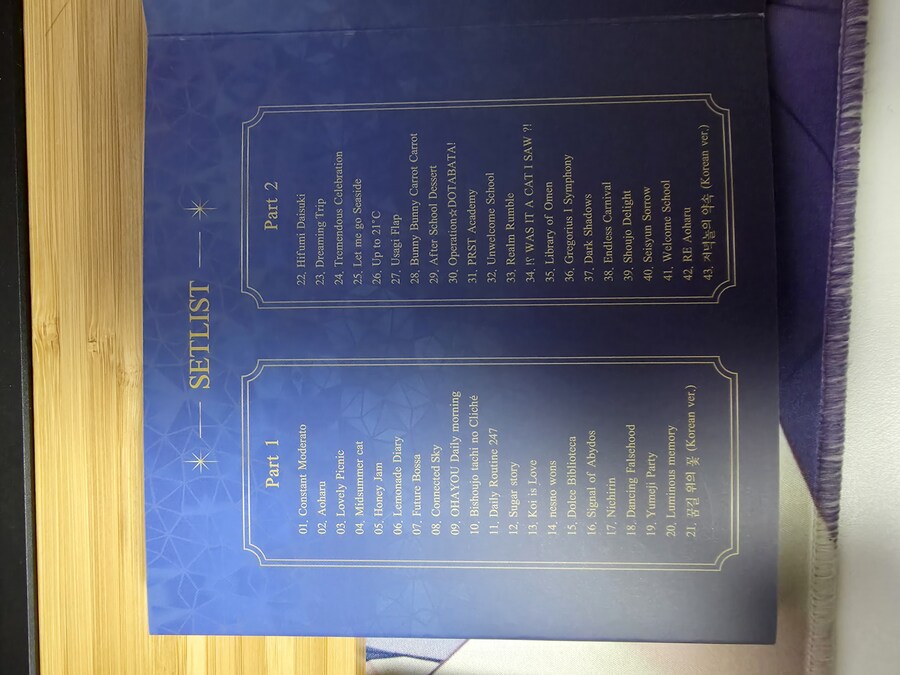 SETLIST
Part 1
01. Constant Moderato
02. Aoharu
03. Lovely Picnic
04. Midsummer cat
05. Honey Jam
06. Lemonade Diary
07. Future Bossa
08. Connected Sky
09. OHAYOU Daily morning
10. Bishoujo tachi no Cliché
11. Daily Routine 247
12. Sugar story
13. Koi is Love
14. nesno wons
15. Dolce Biblioteca
16. Signal of Abydos
17. Nichirin
18. Dancing Falsehood
19. Yumeji Party
20. Luminous memory
21. 꿈길 위의 꽃 (Korean ver.)
Part 2
22. Hifumi Daisuki
23. Dreaming Trip
24. Tremendous Celebration
25. Let me go Seaside
26. Up to 21°C
27. Usagi Flap
28. Bunny Bunny Carrot Carrot
29. After School Dessert
30. Operation☆DOTABATA!
31. PRST Academy
32. Unwelcome School
33. Realm Rumble
34. !? WAS IT A CAT I SAW ?!
35. Library of Omen
36. Gregorius I Symphony
37. Dark Shadows
38. Endless Carnival
39. Shoujo Delight
40. Seisyun Sorrow
41. Welcome School
42. RE Aoharu
43. 저녁놀의 약속 (Korean ver.)